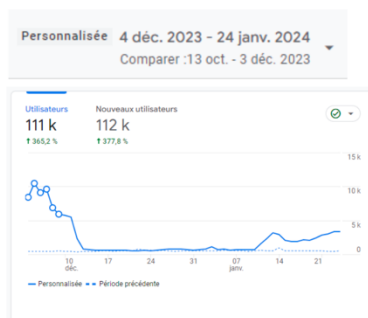 Personnalisée 4 déc. 2023 - 24 janv. 2024
Comparer :13 oct. - 3 déc. 2023
Utilisateurs Nouveaux utilisateurs
111 k 112 k
↑ 365,2 % ↑ 377,8 %
15 k
10 k
5 k
0
10 17 24 31 07 14 21
déc. janv.
Personnalisée Période précédente